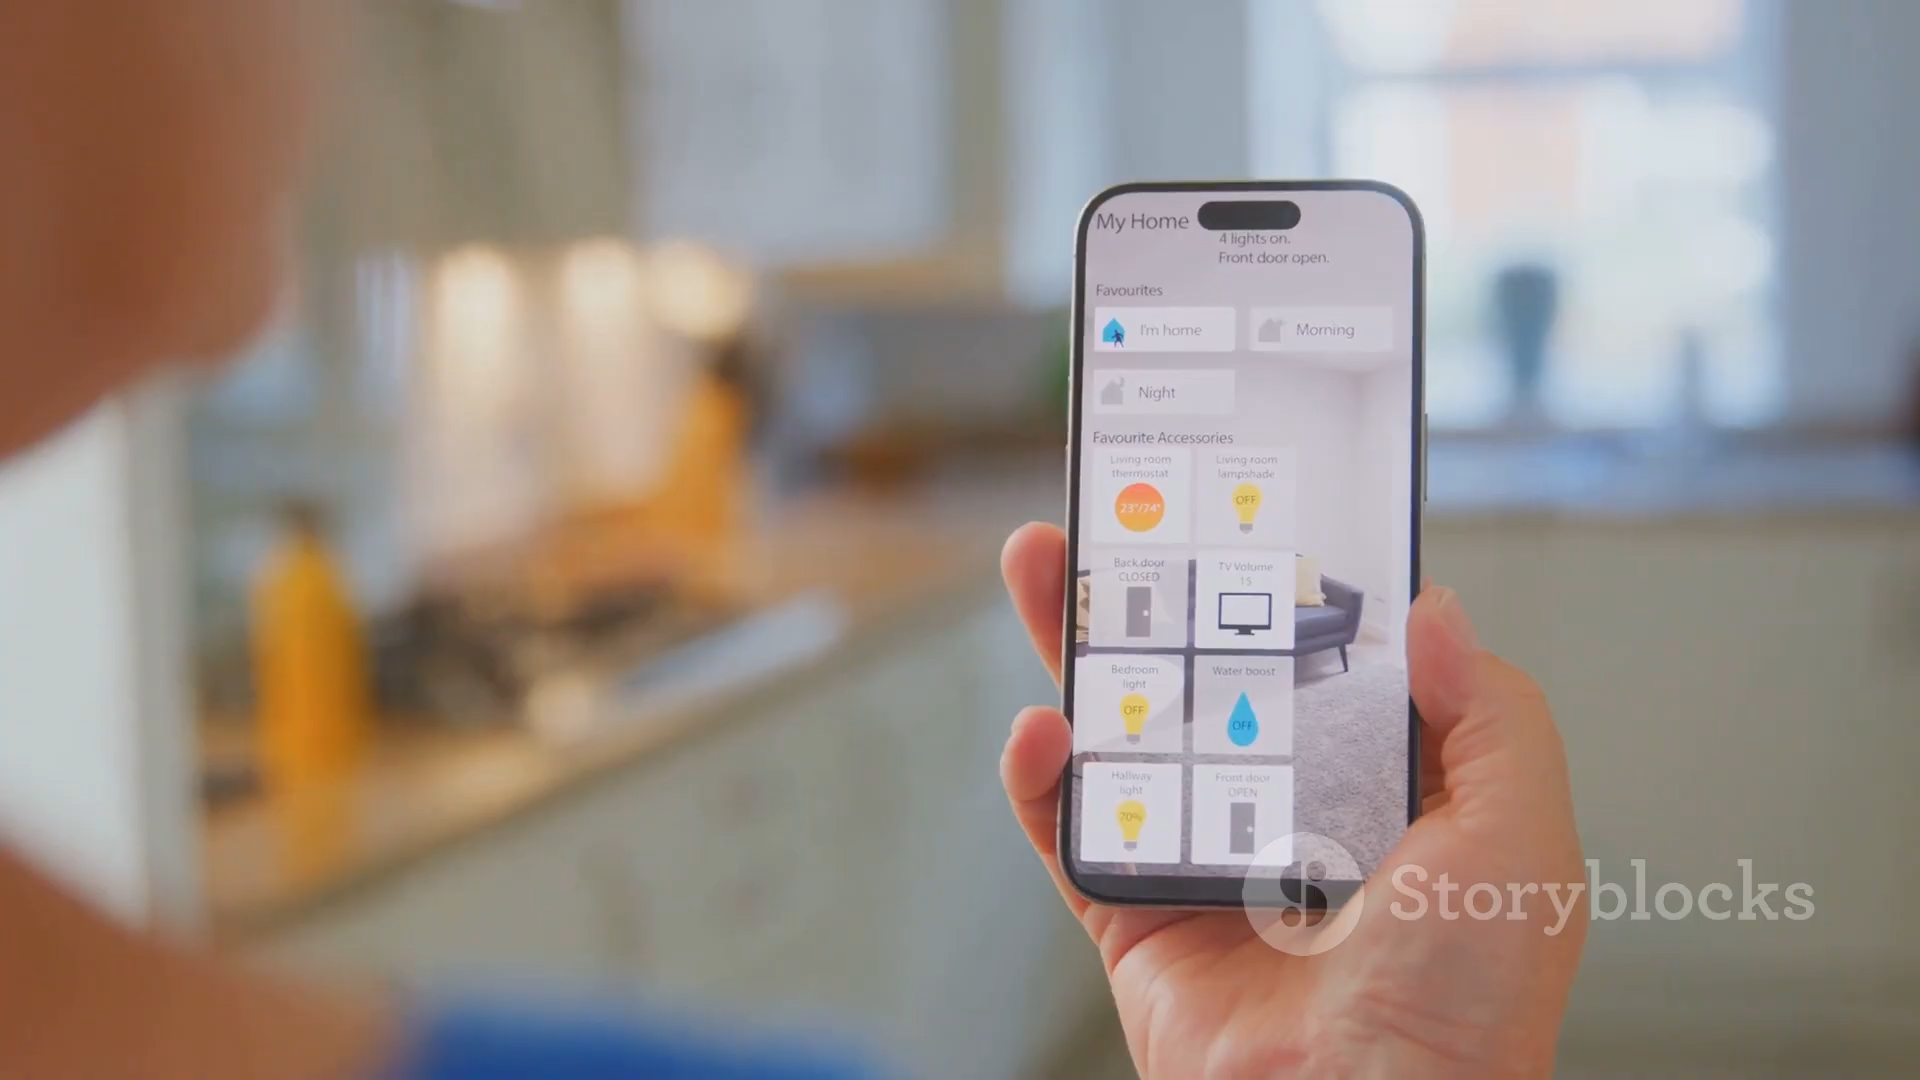 My Home
4 lights on.
Front door open.
Favourites
I'm home
Morning
Night
Favourite Accessories
Living room
thermostat
23°/74°
Living room
lampshade
OFF
Back door
CLOSED
TV Volume
15
Bedroom
light
OFF
Water boost
OFF
Hallway
light
70%
Front door
OPEN
Storyblocks